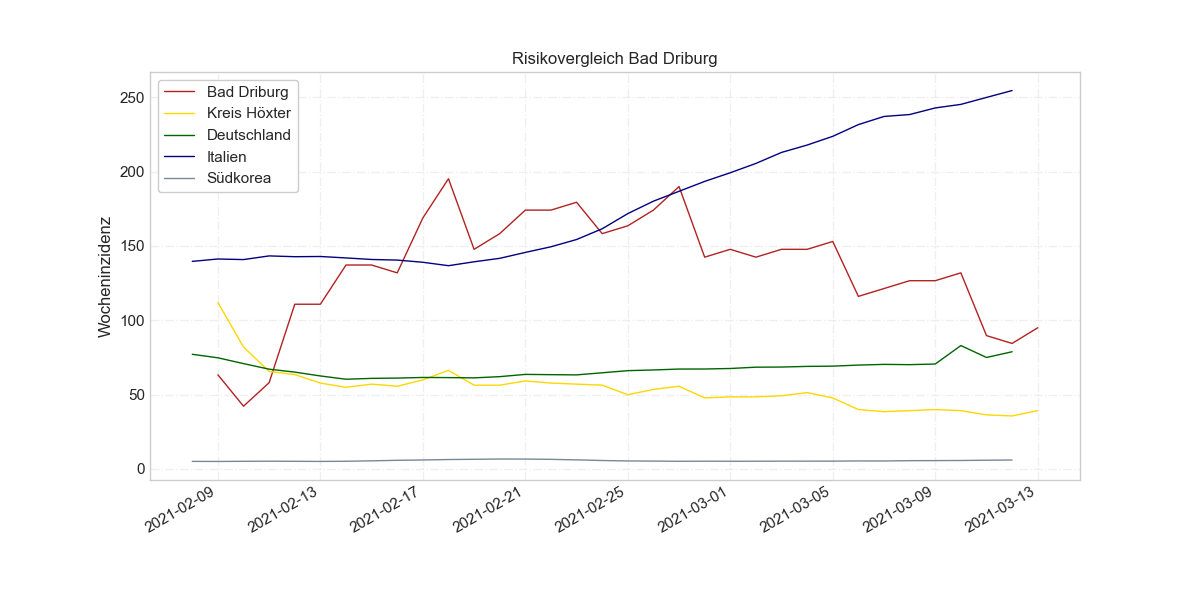 Risikovergleich Bad Driburg
Bad Driburg
Kreis Höxter
Deutschland
Italien
Südkorea
Wocheninzidenz
250
200
150
100
50
0
2021-02-09
2021-02-13
2021-02-17
2021-02-21
2021-02-25
2021-03-01
2021-03-05
2021-03-09
2021-03-13